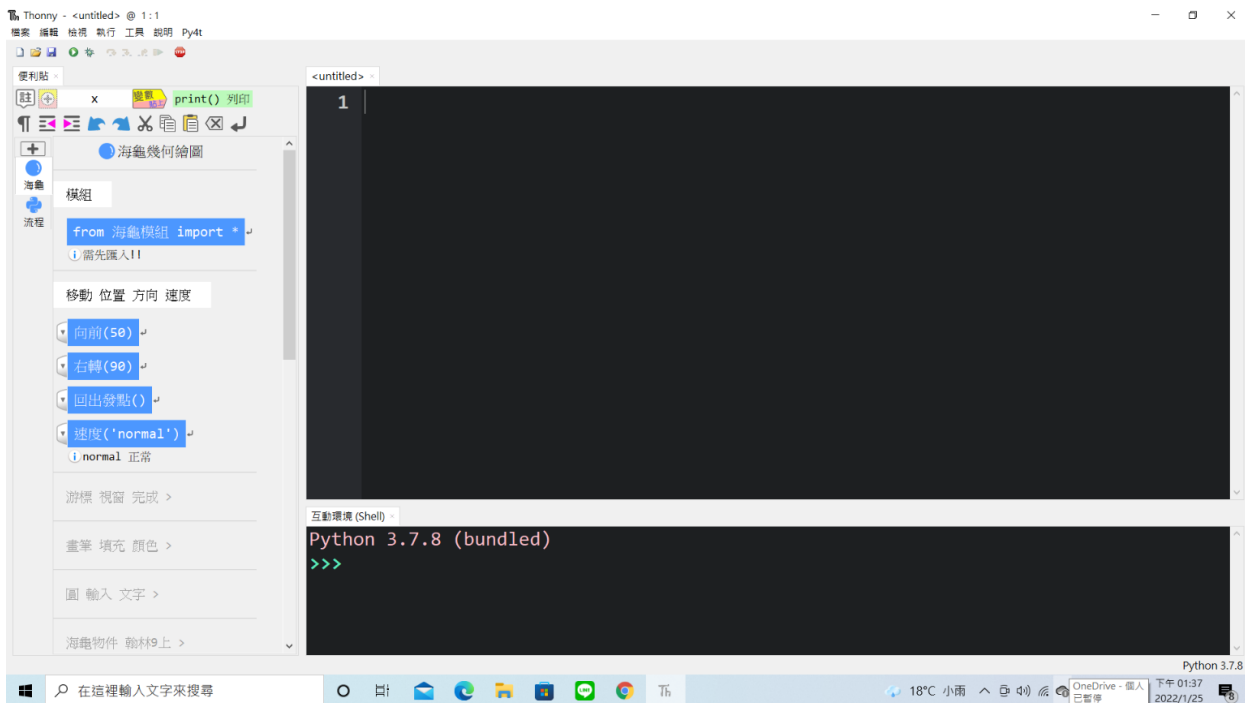 Thonny - <untitled> @ 1:1
檔案 編輯 檢視 執行 工具 說明 Py4t
便利貼
註 x 變數 貼上 print() 列印
海龜幾何繪圖
海龜
流程
模組
from 海龜模組 import *
需先匯入!!
移動 位置 方向 速度
向前(50)
右轉(90)
回出發點()
速度('normal')
normal 正常
游標 視窗 完成 >
畫筆 填充 顏色 >
圓 輸入 文字 >
海龜物件 翰林9上 >
<untitled>
1
互動環境 (Shell)
Python 3.7.8 (bundled)
>>>
Python 3.7.8
在這裡輸入文字來搜尋
Th
18°C 小雨
OneDrive - 個人
已暫停
下午 01:37
2022/1/25
8